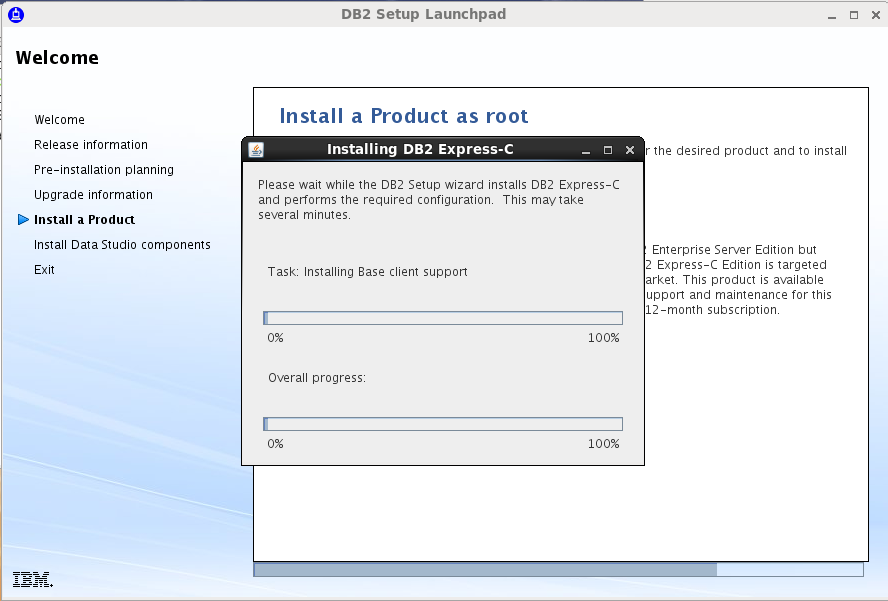 DB2 Setup Launchpad
Welcome
Welcome
Release information
Pre-installation planning
Upgrade information
Install a Product
Install Data Studio components
Exit
IBM.
Install a Product as root
the desired product and to install
Enterprise Server Edition but
2 Express-C Edition is targeted
This product is available
support and maintenance for this
12-month subscription.
Installing DB2 Express-C
Please wait while the DB2 Setup wizard installs DB2 Express-C
and performs the required configuration. This may take
several minutes.
Task: Installing Base client support
0% 100%
Overall progress:
0% 100%